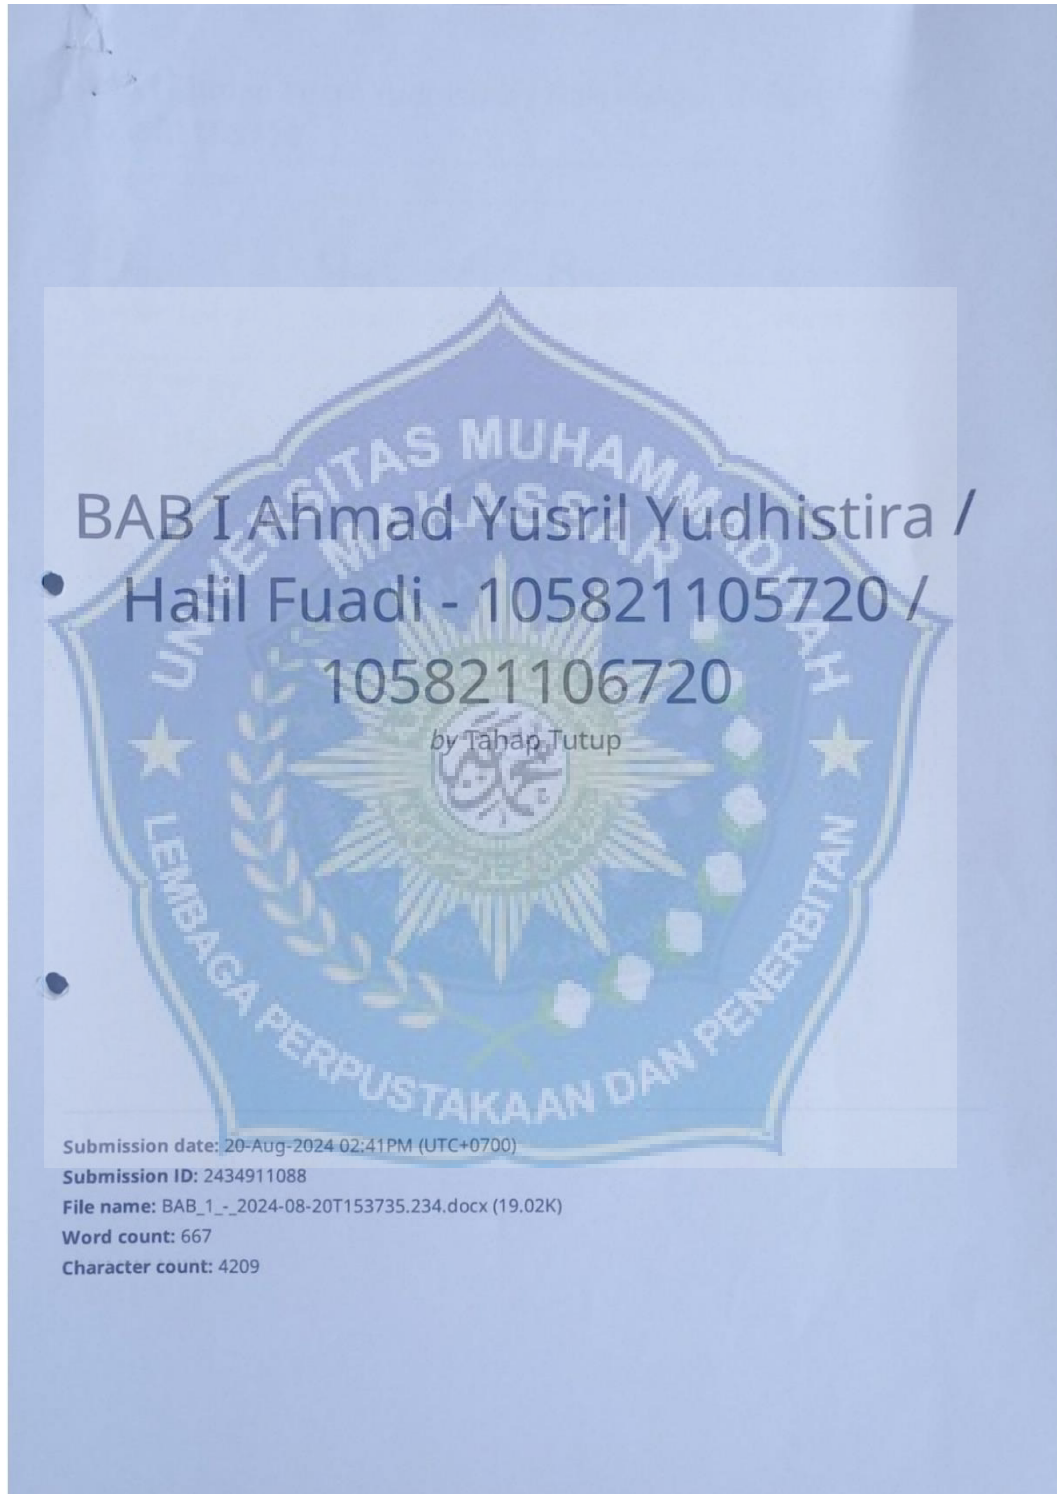 UNIVERSITAS MUHAMMADIYAH
MAKASSAR
BAB I Ahmad Yusril Yudhistira /
Halil Fuadi - 105821105720 /
105821106720
by Tahap Tutup
LEMBAGA PERPUSTAKAAN DAN PENERBITAN
Submission date: 20-Aug-2024 02:41PM (UTC+0700)
Submission ID: 2434911088
File name: BAB_1_-_2024-08-20T153735.234.docx (19.02K)
Word count: 667
Character count: 4209